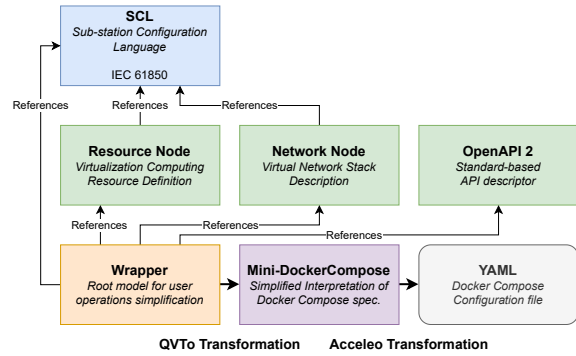 SCL
Sub-station Configuration
Language
IEC 61850
References
References
References
Resource Node
Virtualization Computing
Resource Definition
Network Node
Virtual Network Stack
Description
OpenAPI 2
Standard-based
API descriptor
References
References
References
Wrapper
Root model for user
operations simplification
Mini-DockerCompose
Simplified Interpretation of
Docker Compose spec.
YAML
Docker Compose
Configuration file
QVTo Transformation
Acceleo Transformation